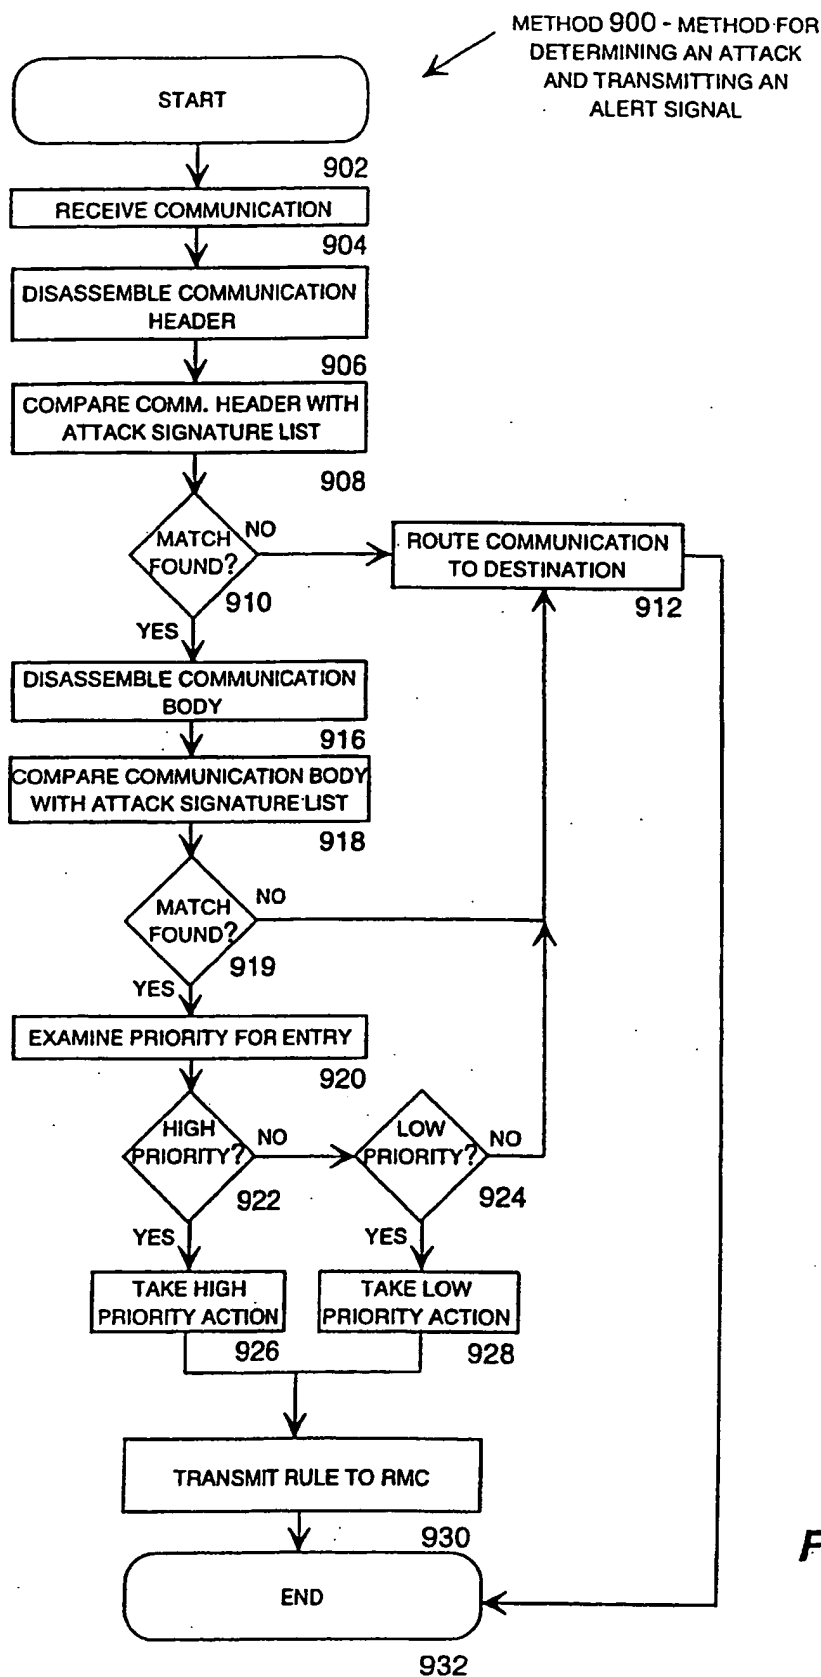 METHOD 900 - METHOD FOR
DETERMINING AN ATTACK
AND TRANSMITTING AN
ALERT SIGNAL
START
902
RECEIVE COMMUNICATION
904
DISASSEMBLE COMMUNICATION
HEADER
906
COMPARE COMM. HEADER WITH
ATTACK SIGNATURE LIST
908
MATCH
FOUND?
NO
910
YES
ROUTE COMMUNICATION
TO DESTINATION
912
DISASSEMBLE COMMUNICATION
BODY
916
COMPARE COMMUNICATION BODY
WITH ATTACK SIGNATURE LIST
918
MATCH
FOUND?
NO
919
YES
EXAMINE PRIORITY FOR ENTRY
920
HIGH
PRIORITY?
NO
922
YES
LOW
PRIORITY?
NO
924
YES
TAKE HIGH
PRIORITY ACTION
926
TAKE LOW
PRIORITY ACTION
928
TRANSMIT RULE TO RMC
930
END
932